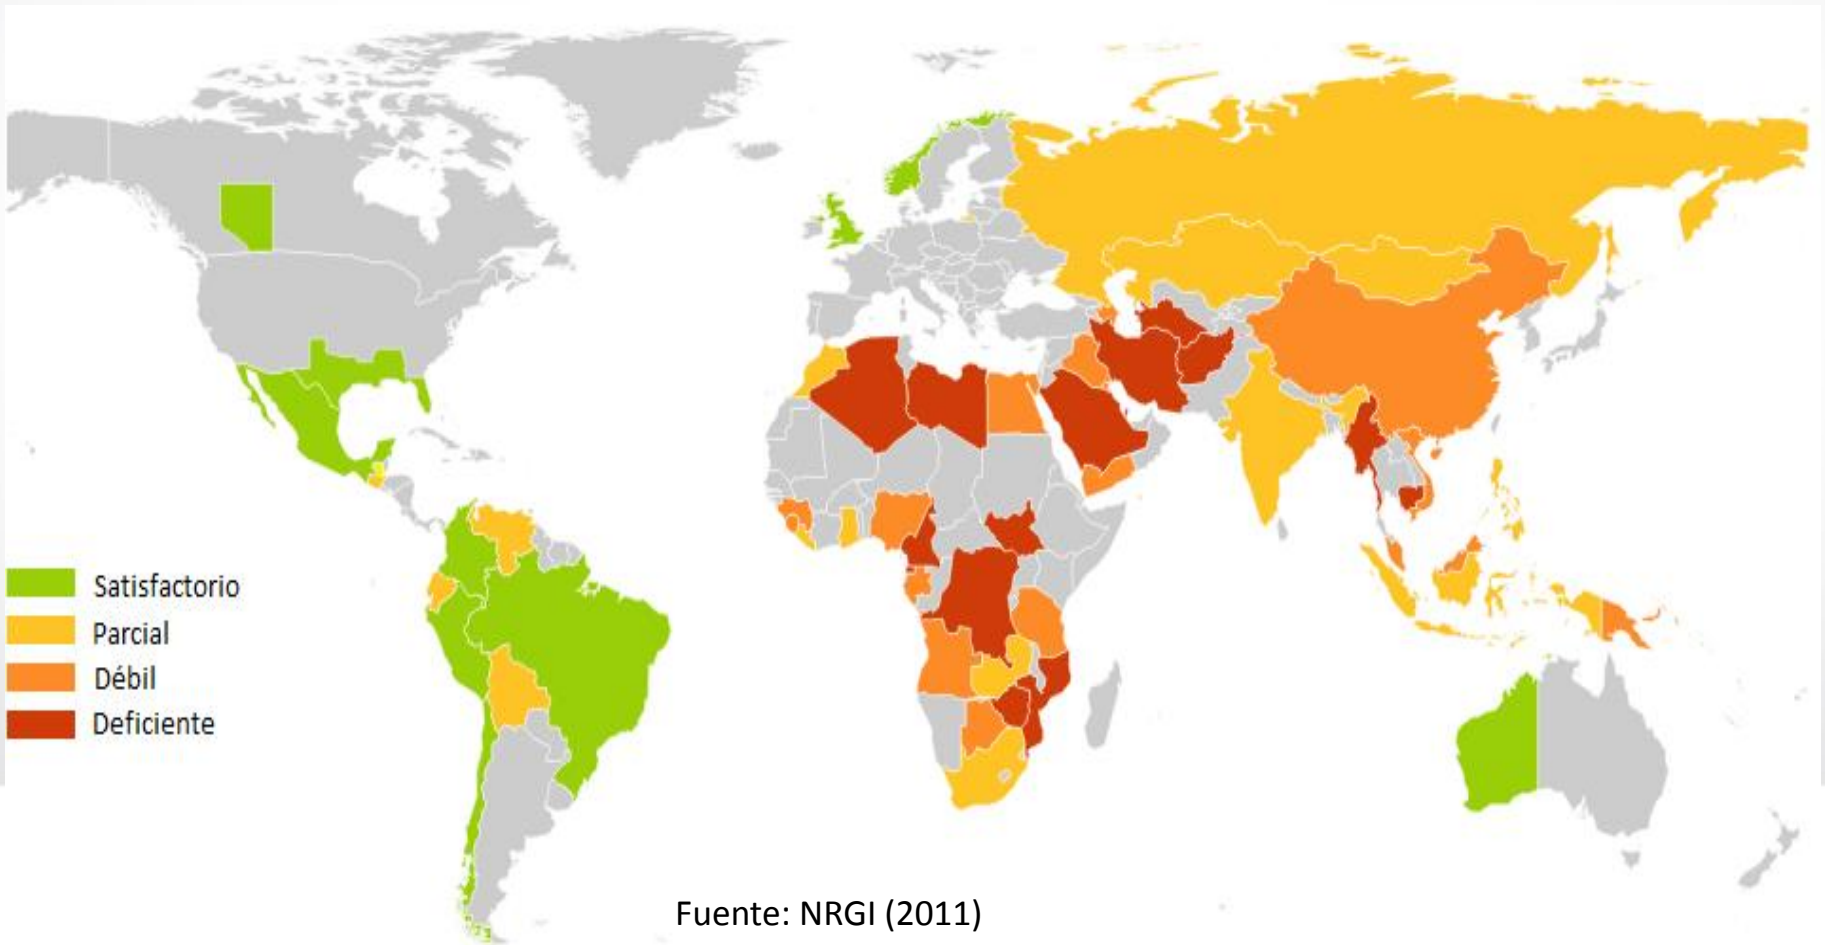 Satisfactorio
Parcial
Débil
Deficiente
Fuente: NRGI (2011)